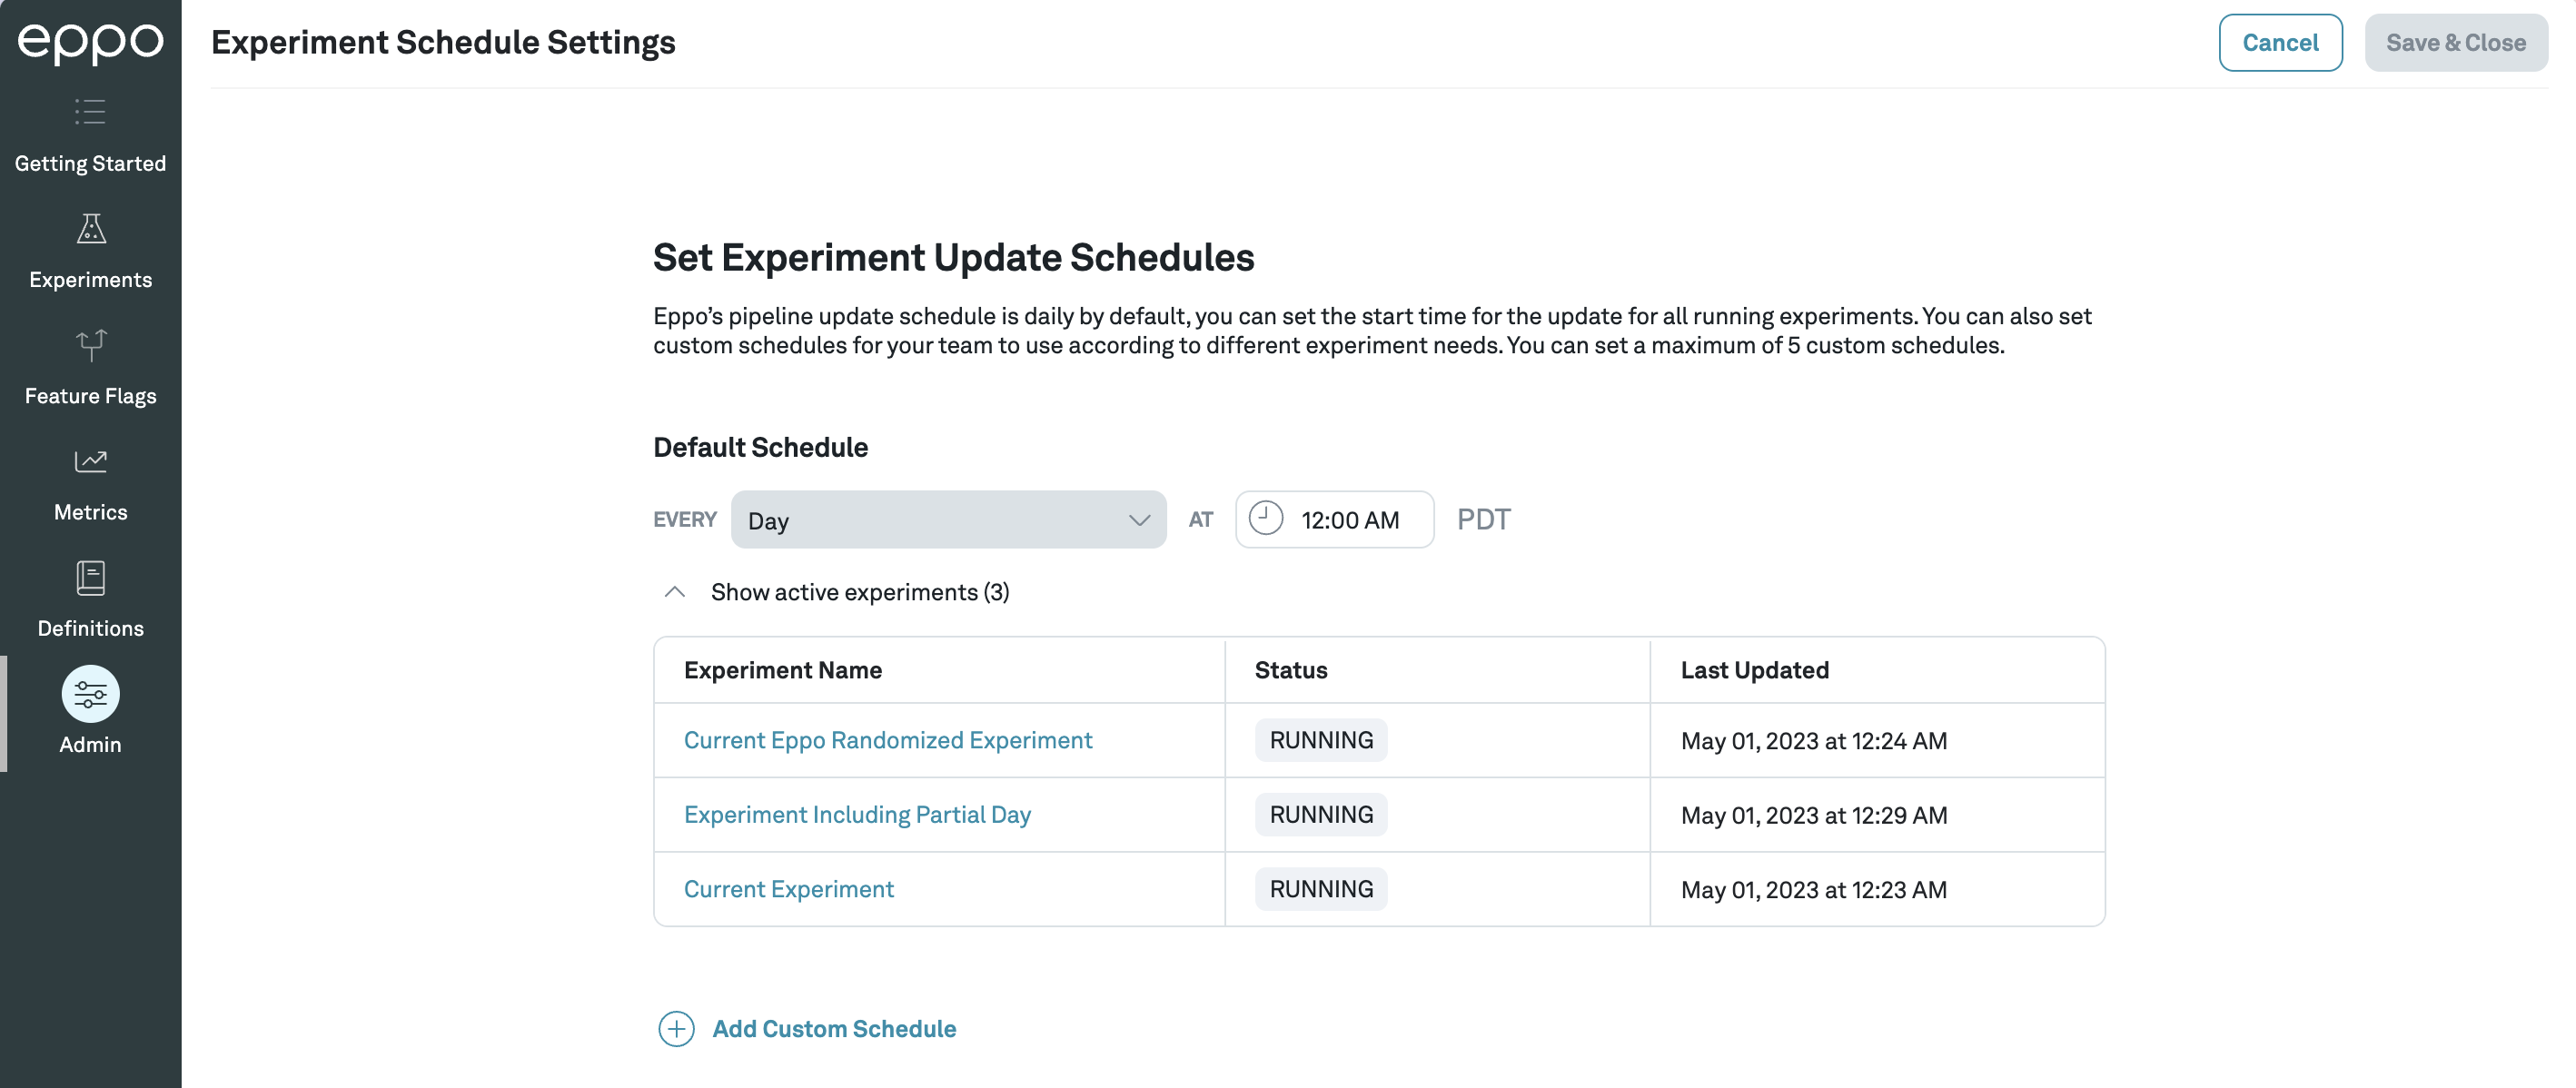 eppo
Experiment Schedule Settings
Cancel
Save & Close
Getting Started
Experiments
Feature Flags
Metrics
Definitions
Admin
Set Experiment Update Schedules
Eppo’s pipeline update schedule is daily by default, you can set the start time for the update for all running experiments. You can also set
custom schedules for your team to use according to different experiment needs. You can set a maximum of 5 custom schedules.
Default Schedule
EVERY Day AT 12:00 AM PDT
Show active experiments (3)
Experiment Name Status Last Updated
Current Eppo Randomized Experiment RUNNING May 01, 2023 at 12:24 AM
Experiment Including Partial Day RUNNING May 01, 2023 at 12:29 AM
Current Experiment RUNNING May 01, 2023 at 12:23 AM
Add Custom Schedule